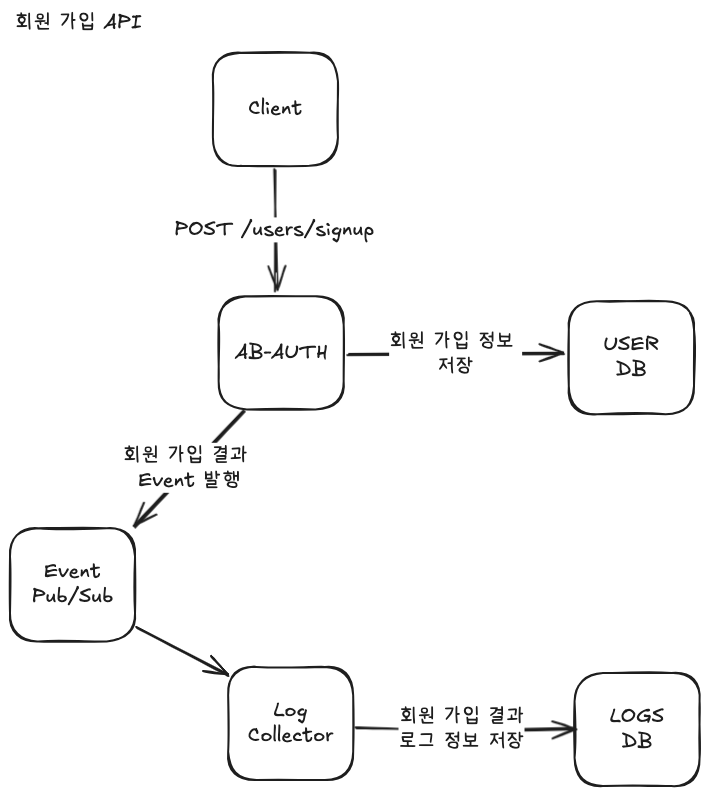 회원 가입 API
Client
POST /users/signup
AB-AUTH
회원 가입 정보
저장
USER
DB
회원 가입 결과
Event 발행
Event
Pub/Sub
Log
Collector
회원 가입 결과
로그 정보 저장
LOGS
DB